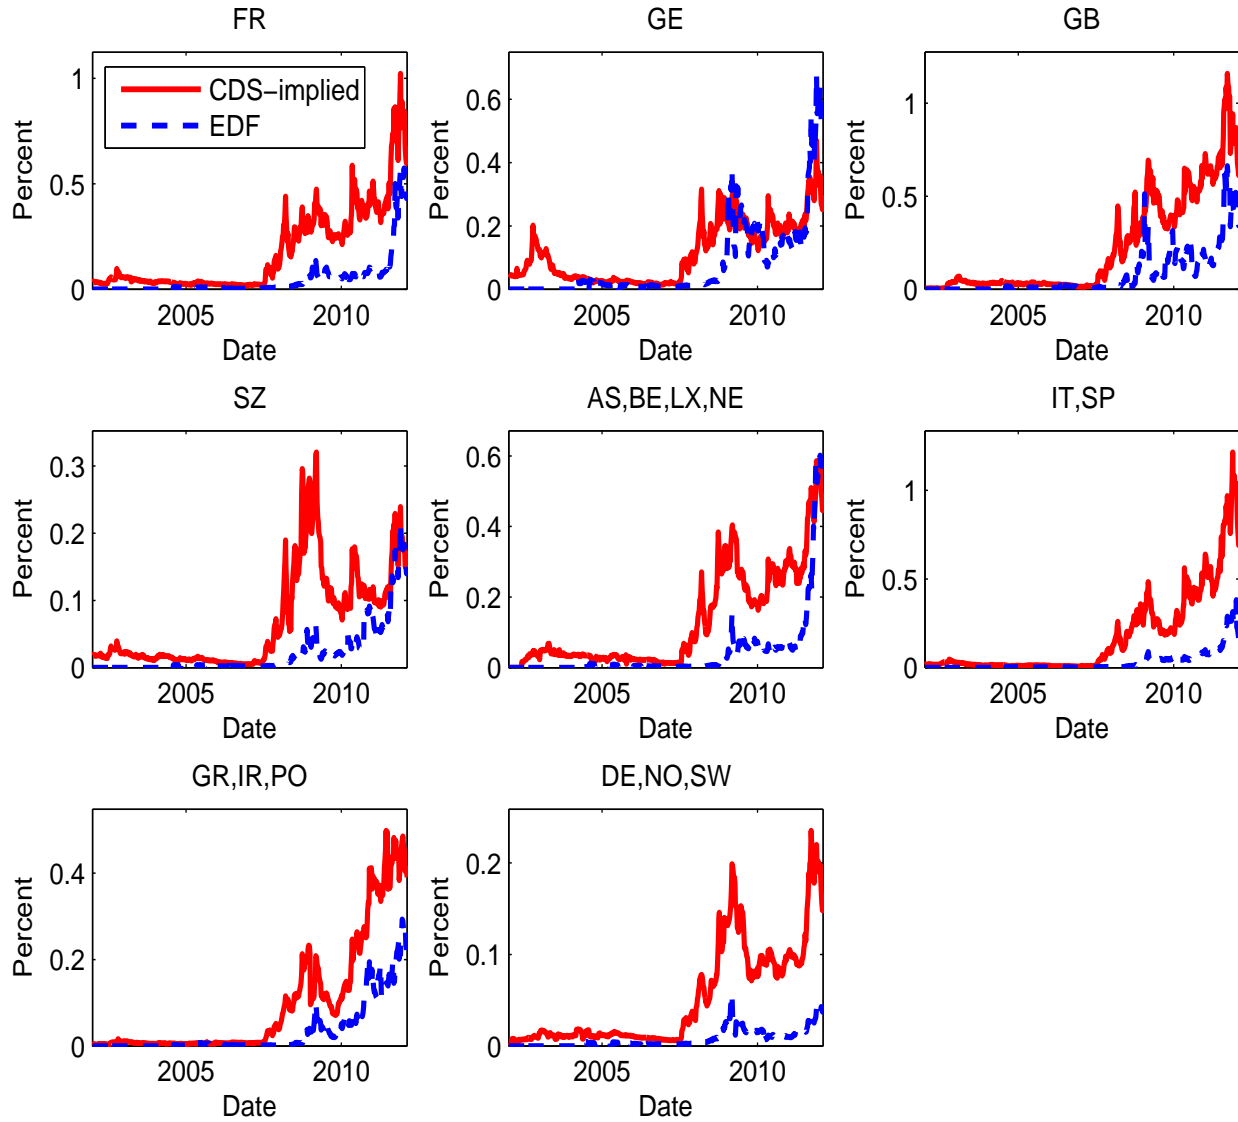 FR
GE
GB
Percent
1
0.5
0
CDS-implied
EDF
2005
2010
Date
Percent
0.6
0.4
0.2
0
2005
2010
Date
Percent
1
0.5
0
2005
2010
Date
SZ
AS,BE,LX,NE
IT,SP
Percent
0.3
0.2
0.1
0
2005
2010
Date
Percent
0.6
0.4
0.2
0
2005
2010
Date
Percent
1
0.5
0
2005
2010
Date
GR,IR,PO
DE,NO,SW
Percent
0.4
0.2
0
2005
2010
Date
Percent
0.2
0.1
0
2005
2010
Date